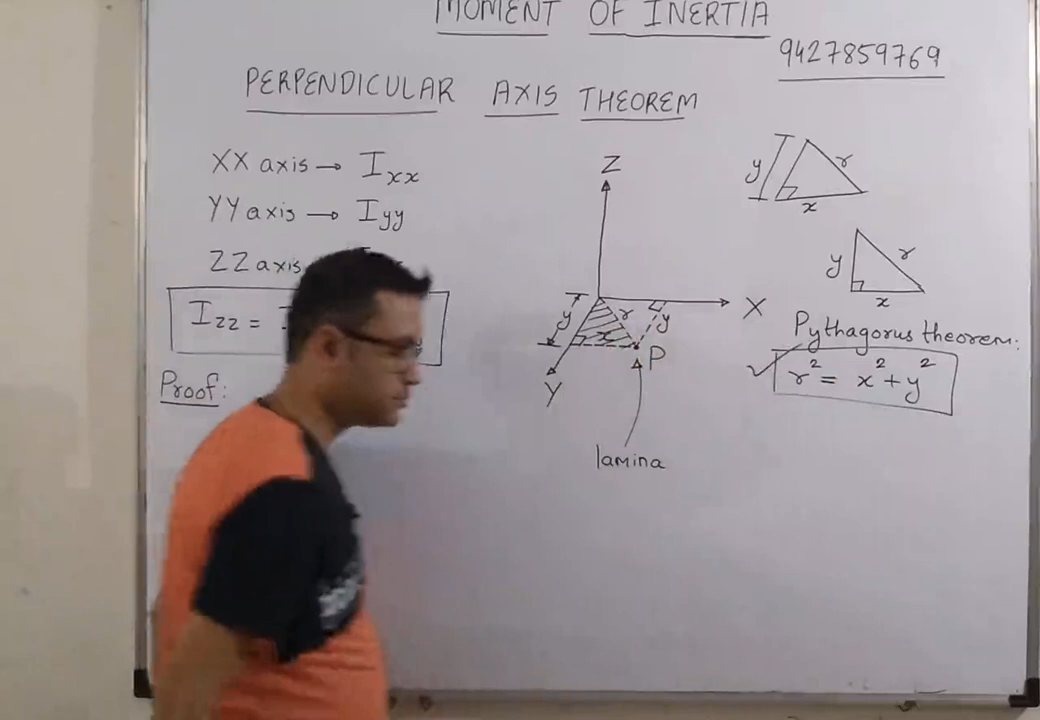 MOMENT OF INERTIA
9427859769
PERPENDICULAR AXIS THEOREM
XX axis → Ixx
YY axis → Iyy
ZZ axis
Izz =
Proof:
Z
X
Y
y
r
x
y
P
lamina
y
r
x
y
r
x
Pythagorus theorem:
r² = x² + y²